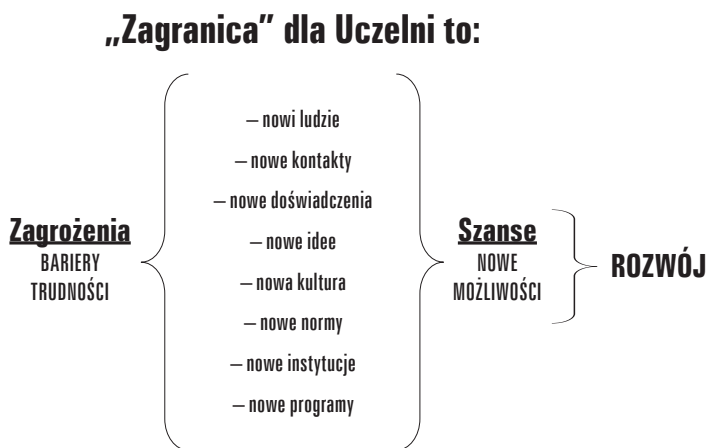 „Zagranica” dla Uczelni to:
Zagrożenia
BARIERY
TRUDNOŚCI
– nowi ludzie
– nowe kontakty
– nowe doświadczenia
– nowe idee
– nowa kultura
– nowe normy
– nowe instytucje
– nowe programy
Szanse
NOWE
MOŻLIWOŚCI
ROZWÓJ